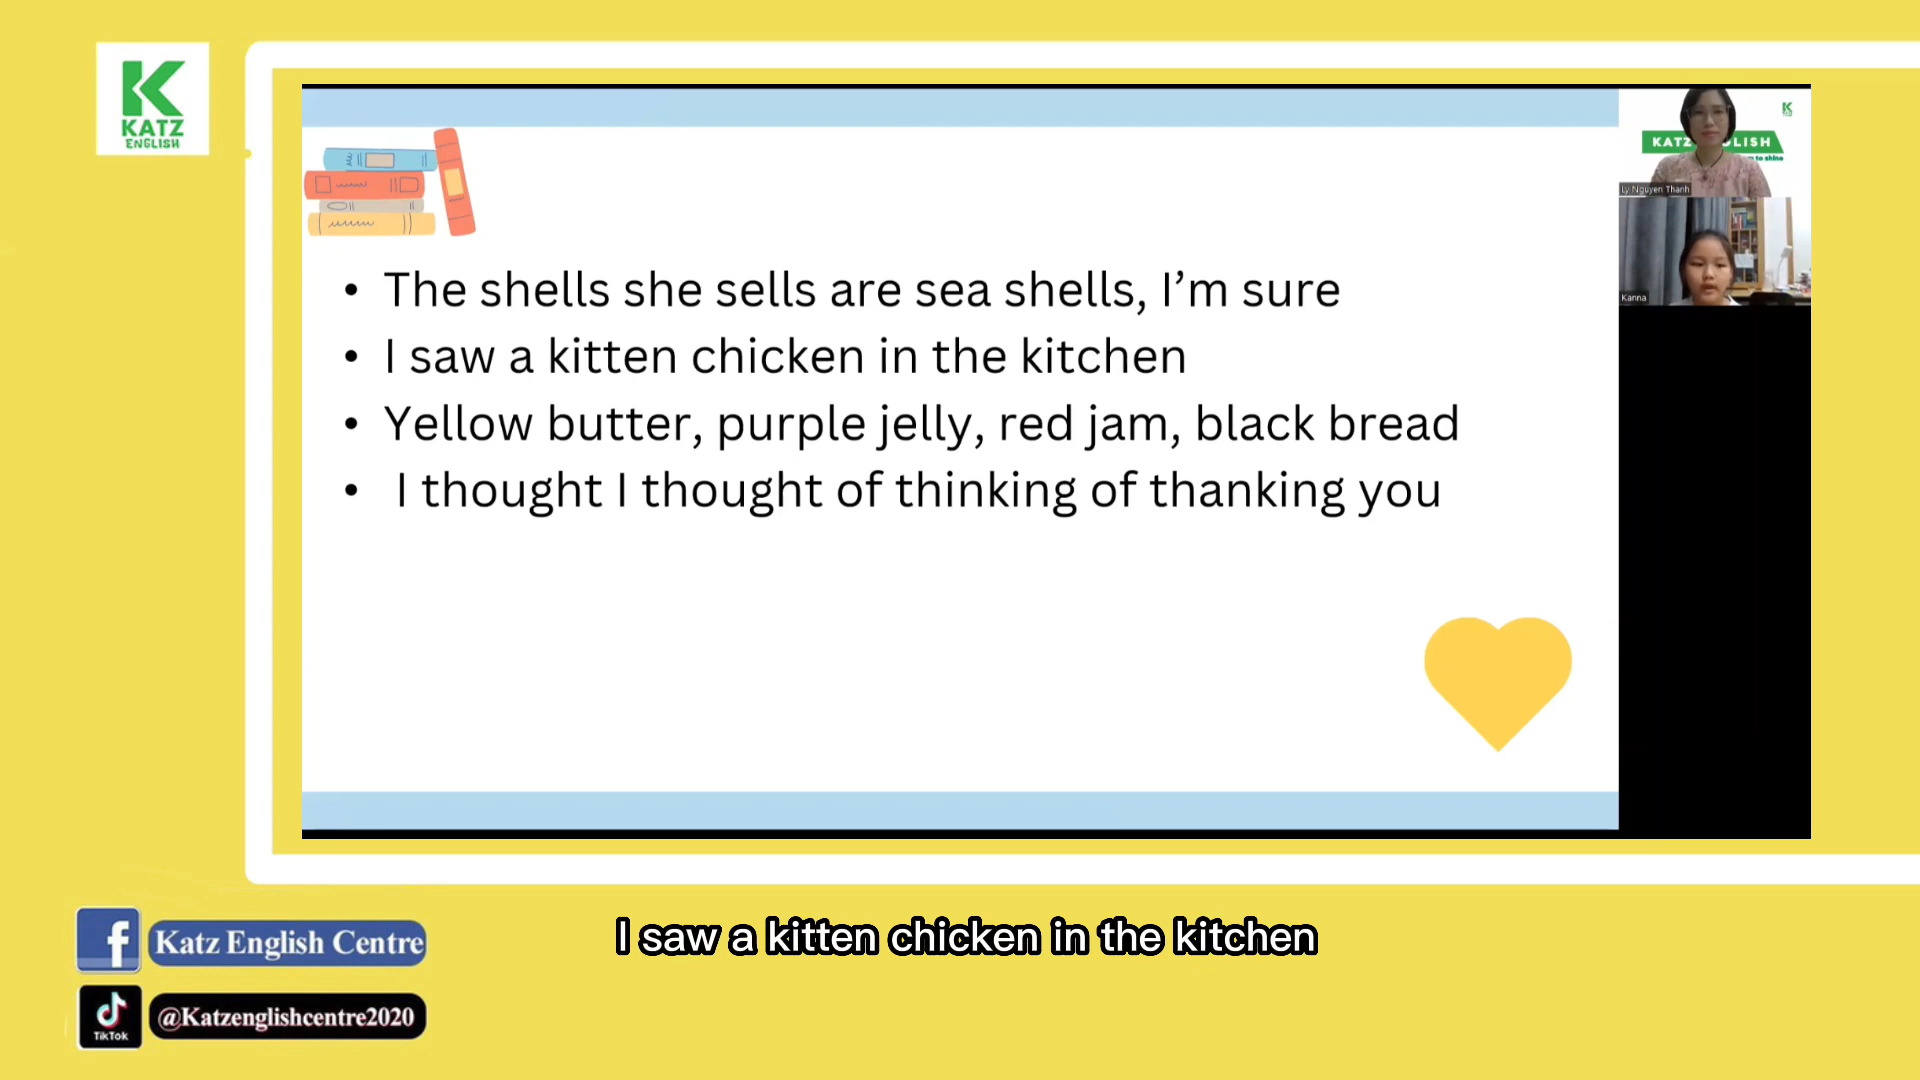 K
KATZ
ENGLISH
The shells she sells are sea shells, I’m sure
I saw a kitten chicken in the kitchen
Yellow butter, purple jelly, red jam, black bread
I thought I thought of thinking of thanking you
Ly Nguyen Thanh
Kanna
I saw a kitten chicken in the kitchen
f
Katz English Centre
TikTok
@Katzenglishcentre2020